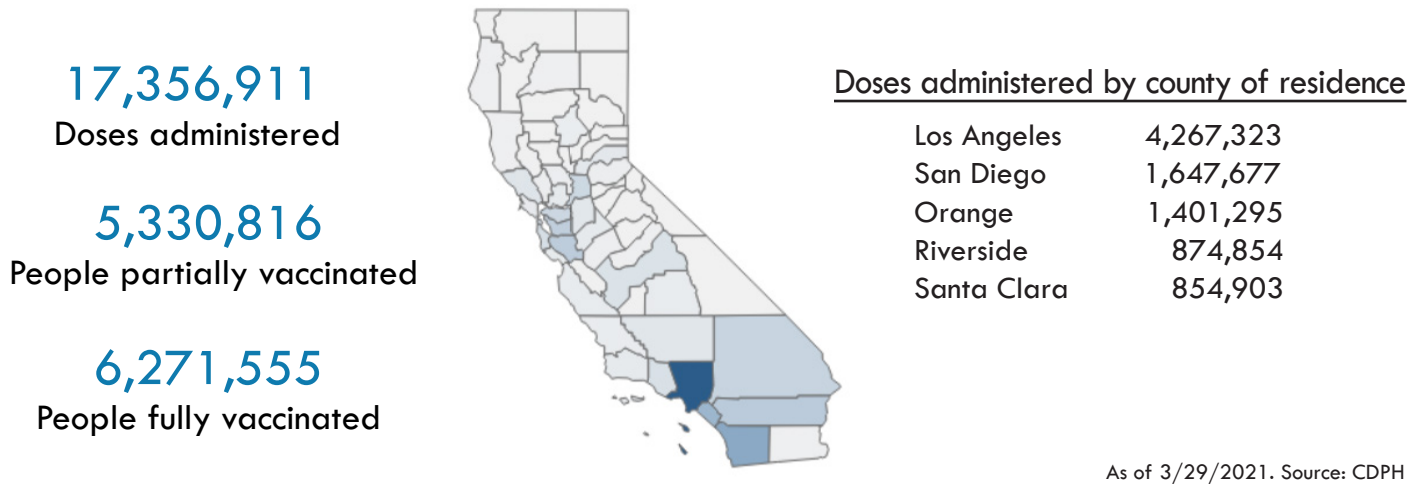 17,356,911
Doses administered
5,330,816
People partially vaccinated
6,271,555
People fully vaccinated
Doses administered by county of residence
Los Angeles 4,267,323
San Diego 1,647,677
Orange 1,401,295
Riverside 874,854
Santa Clara 854,903
As of 3/29/2021. Source: CDPH